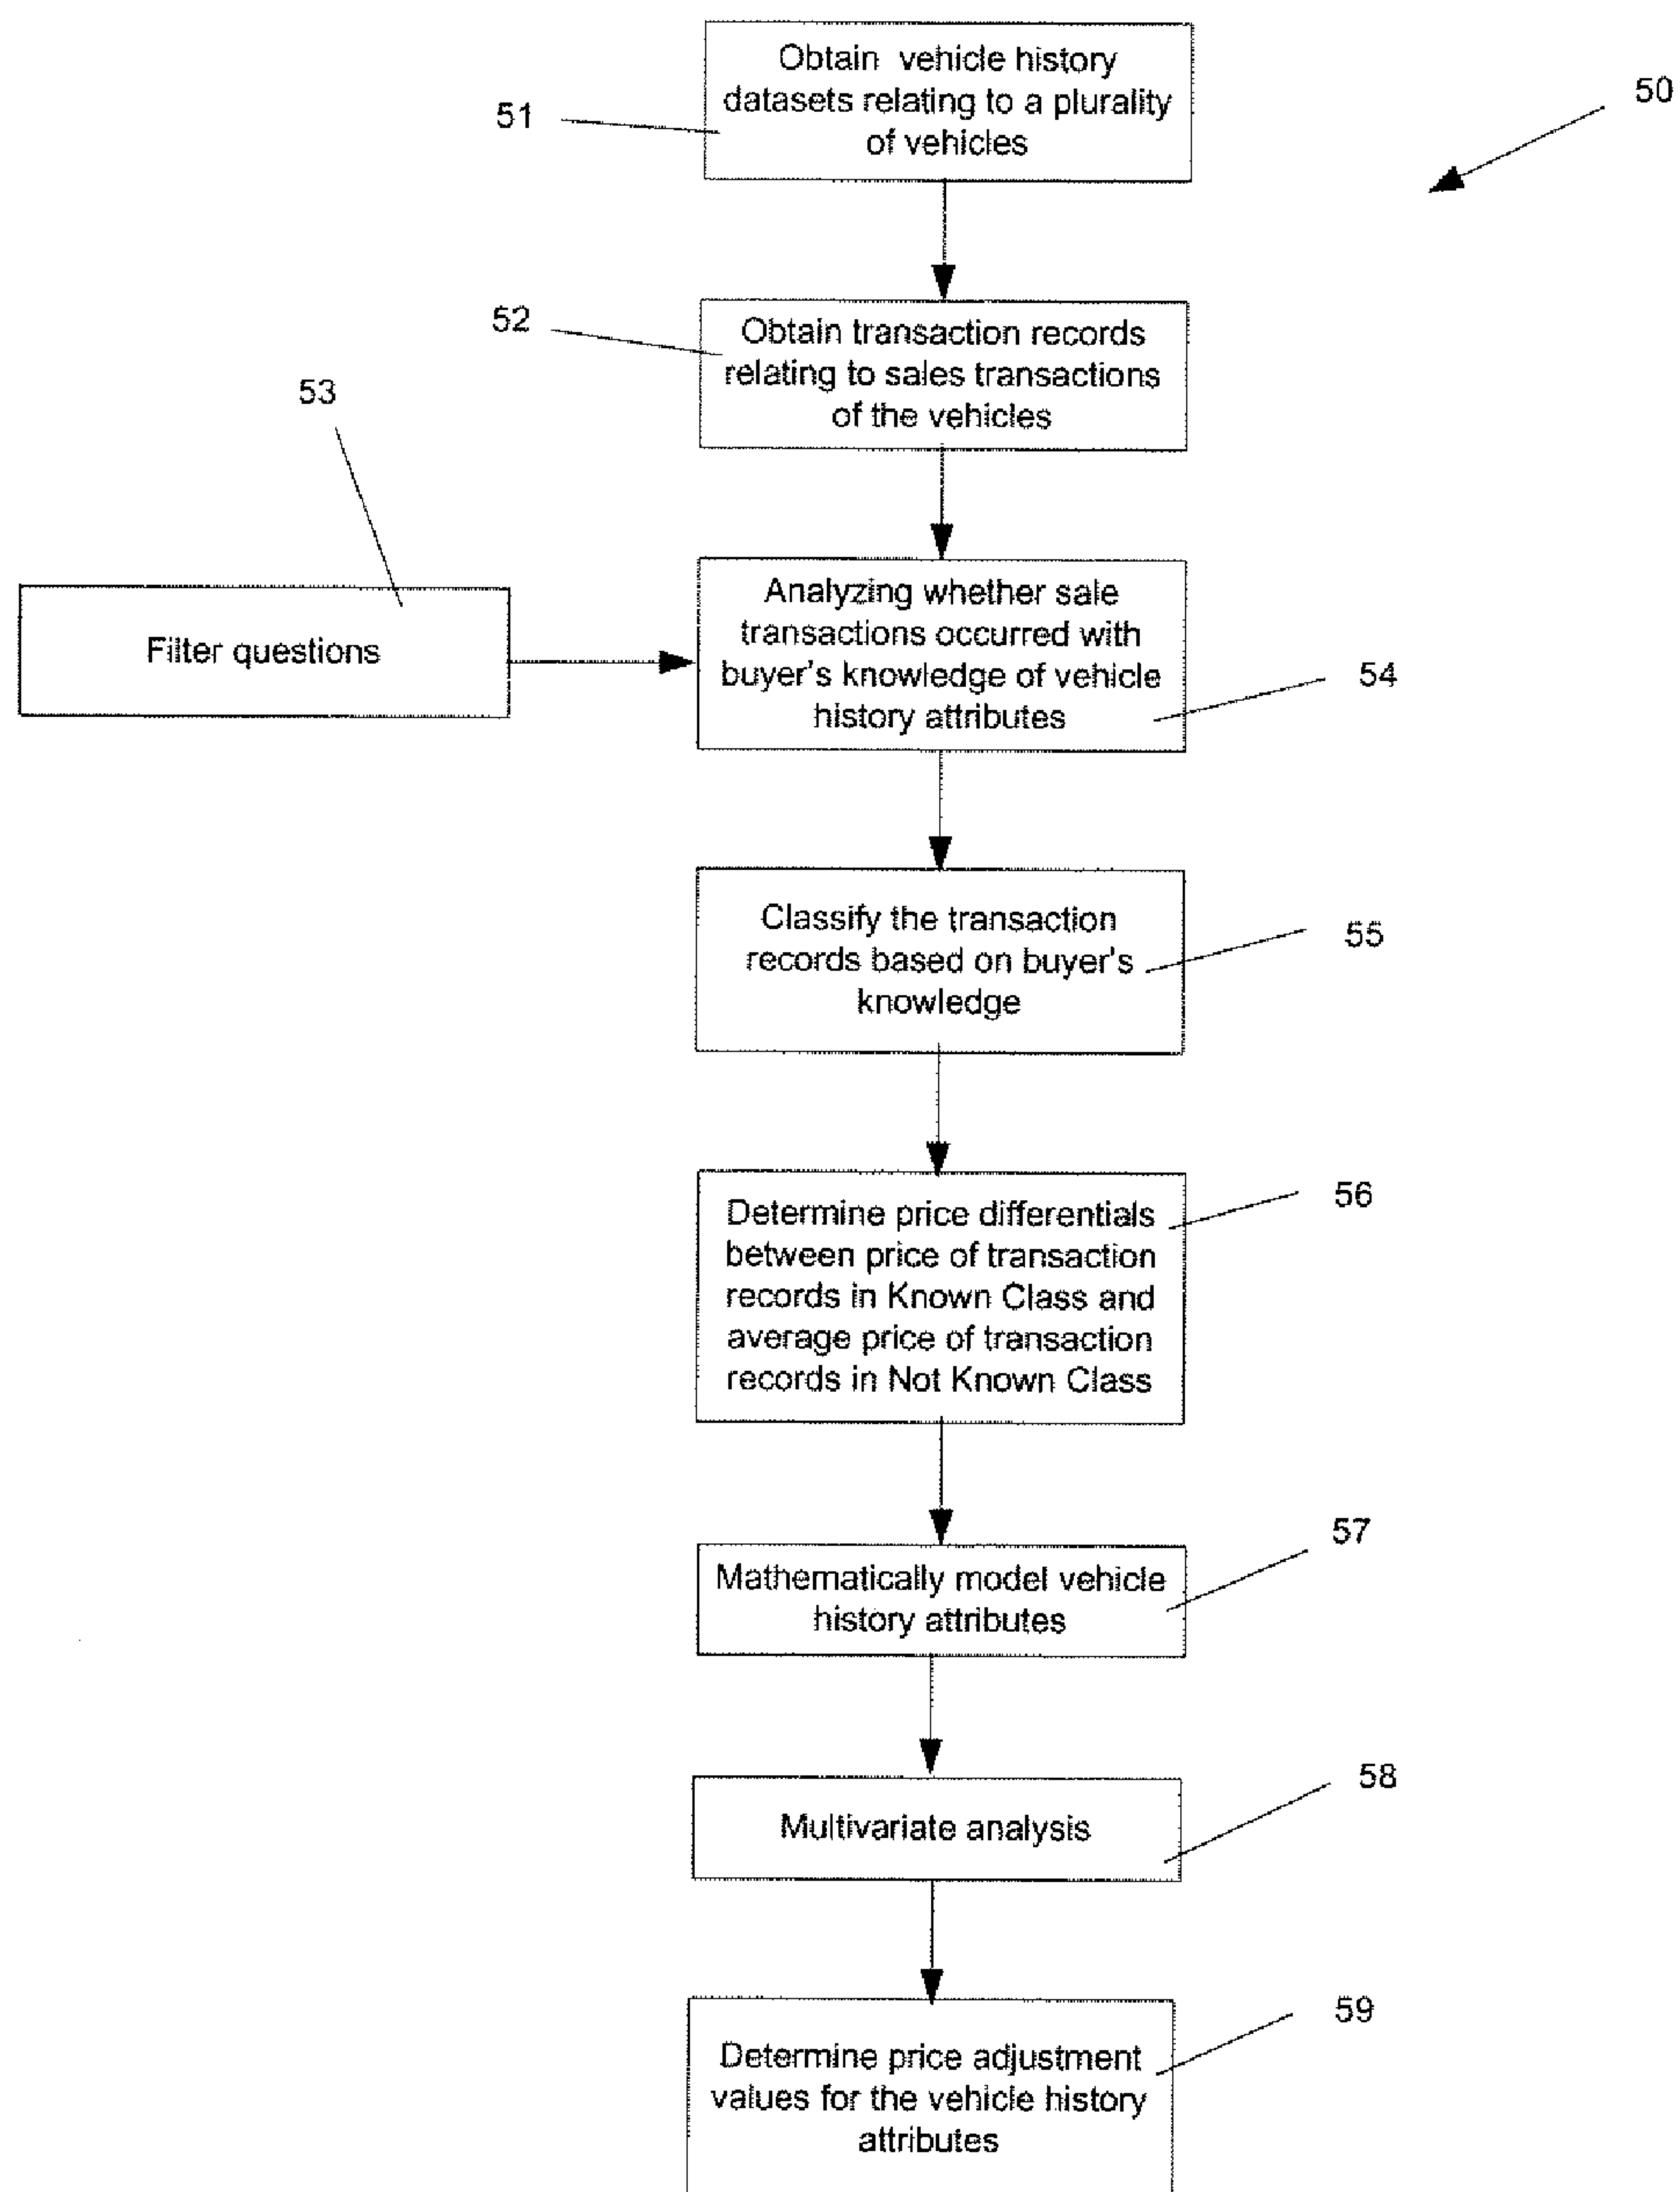 Obtain vehicle history
datasets relating to a plurality
of vehicles
51
50
Obtain transaction records
relating to sales transactions
of the vehicles
52
53
Filter questions
Analyzing whether sale
transactions occurred with
buyer's knowledge of vehicle
history attributes
54
Classify the transaction
records based on buyer's
knowledge
55
Determine price differentials
between price of transaction
records in Known Class and
average price of transaction
records in Not Known Class
56
Mathematically model vehicle
history attributes
57
Multivariate analysis
58
Determine price adjustment
values for the vehicle history
attributes
59